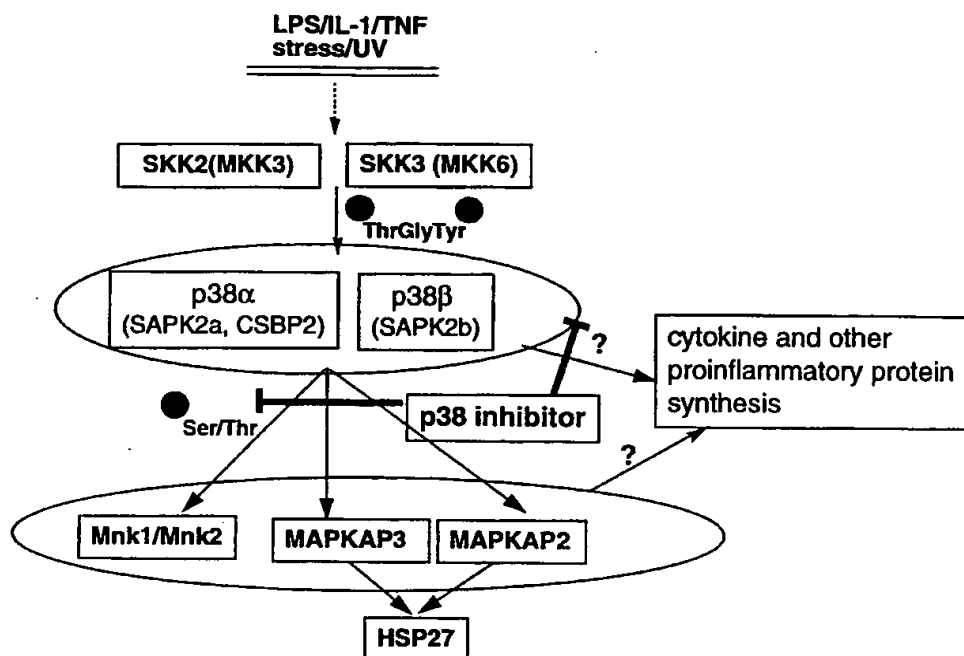 LPS/IL-1/TNF
stress/UV
SKK2(MKK3)
SKK3 (MKK6)
ThrGlyTyr
p38α
(SAPK2a, CSBP2)
p38β
(SAPK2b)
?
cytokine and other
proinflammatory protein
synthesis
Ser/Thr
p38 inhibitor
?
Mnk1/Mnk2
MAPKAP3
MAPKAP2
HSP27